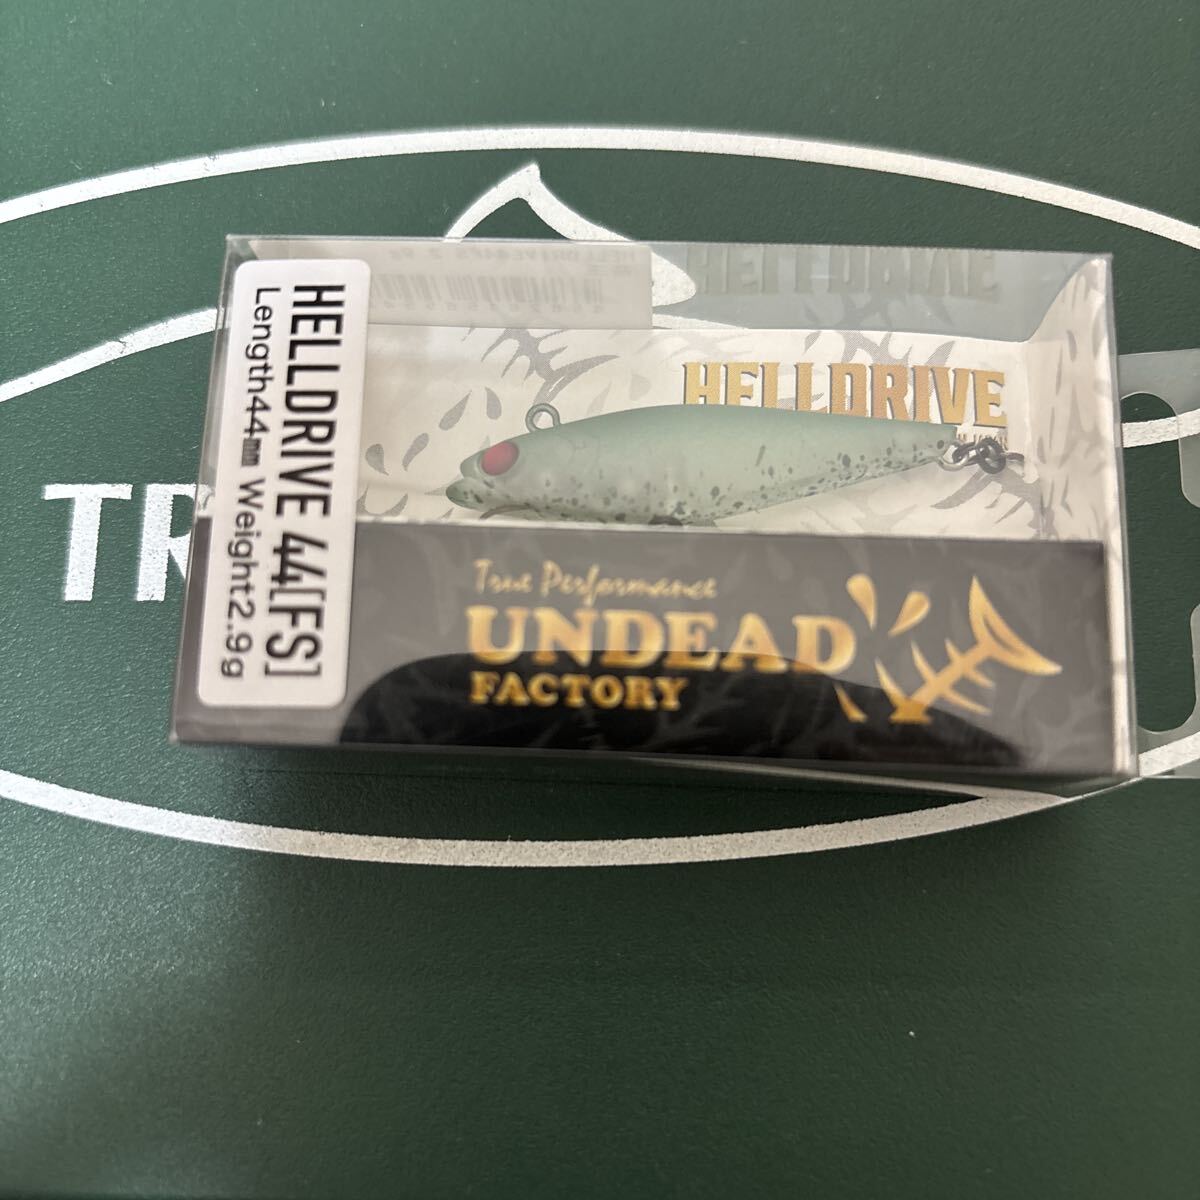 HELLDRIVE 44[FS]
Length44㎜ Weight2.9g
HELLDRIVE
True Performance
UNDEAD
FACTORY
TR